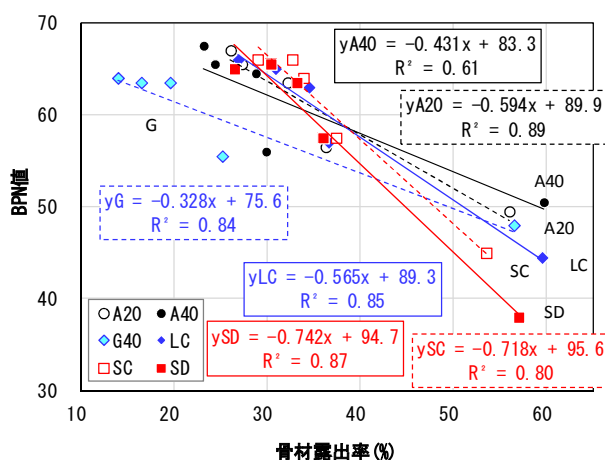 70
60
50
40
30
BPN値
10
20
30
40
50
60
骨材露出率(%)
yA40 = -0.431x + 83.3
R² = 0.61
yA20 = -0.594x + 89.9
R² = 0.89
G
yG = -0.328x + 75.6
R² = 0.84
A40
A20
SC
LC
SD
yLC = -0.565x + 89.3
R² = 0.85
A20 A40
G40 LC
SC SD
ySD = -0.742x + 94.7
R² = 0.87
ySC = -0.718x + 95.6
R² = 0.80